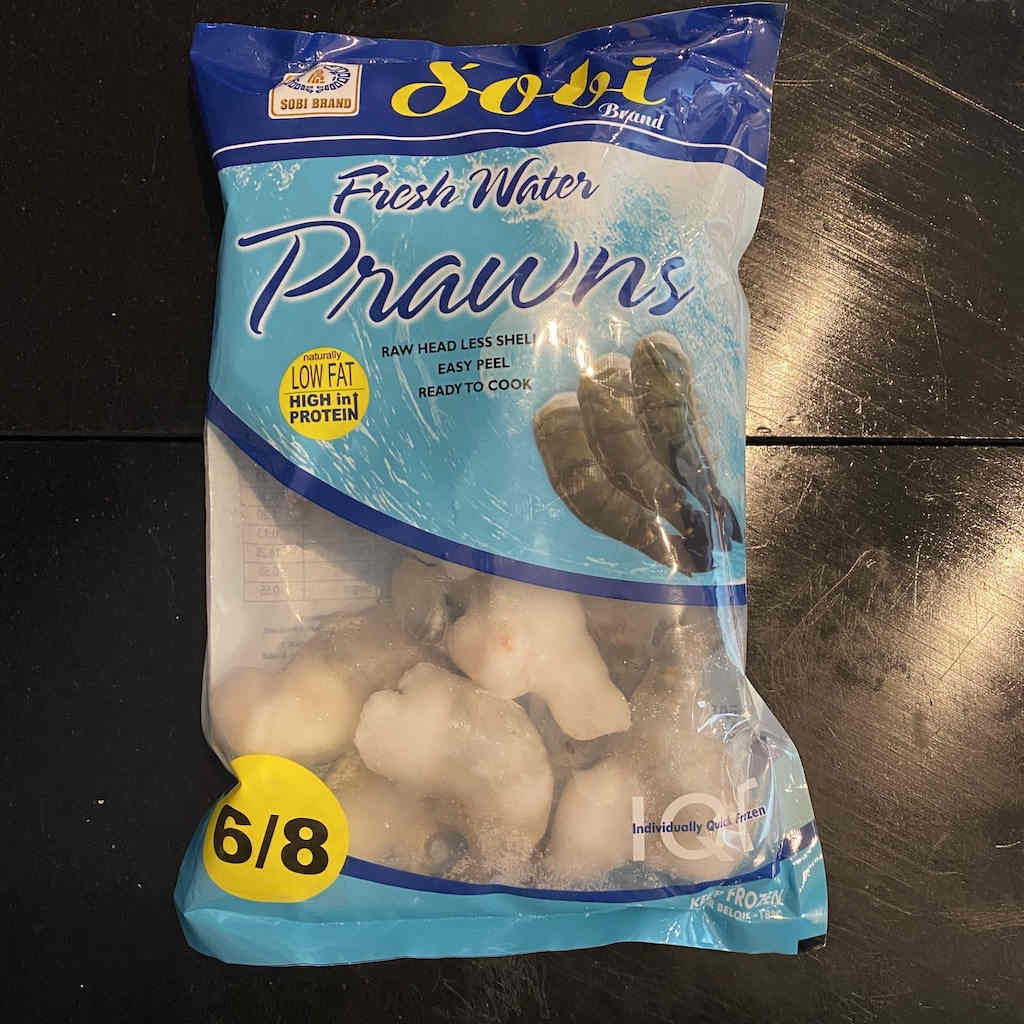 SOBI BRAND
Sobi
Brand
Fresh Water
Prawns
RAW HEAD LESS SHELL
EASY PEEL
READY TO COOK
naturally
LOW FAT
HIGH in
PROTEIN
6/8
IQF
Individually Quick Frozen
KEEP FROZEN